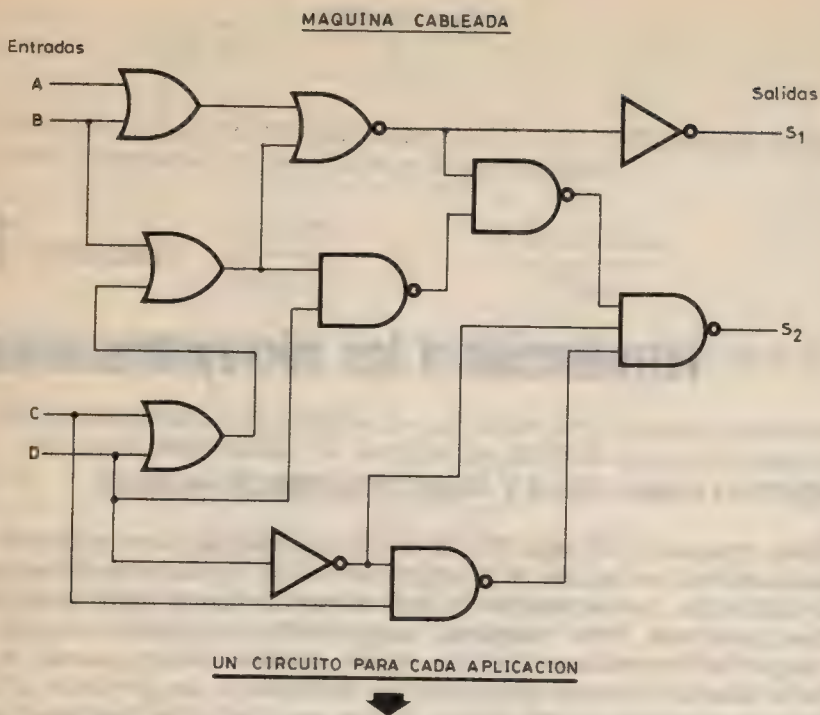 MAQUINA CABLEADA
Entradas
Salidas
A
B
S1
S2
C
D
UN CIRCUITO PARA CADA APLICACION